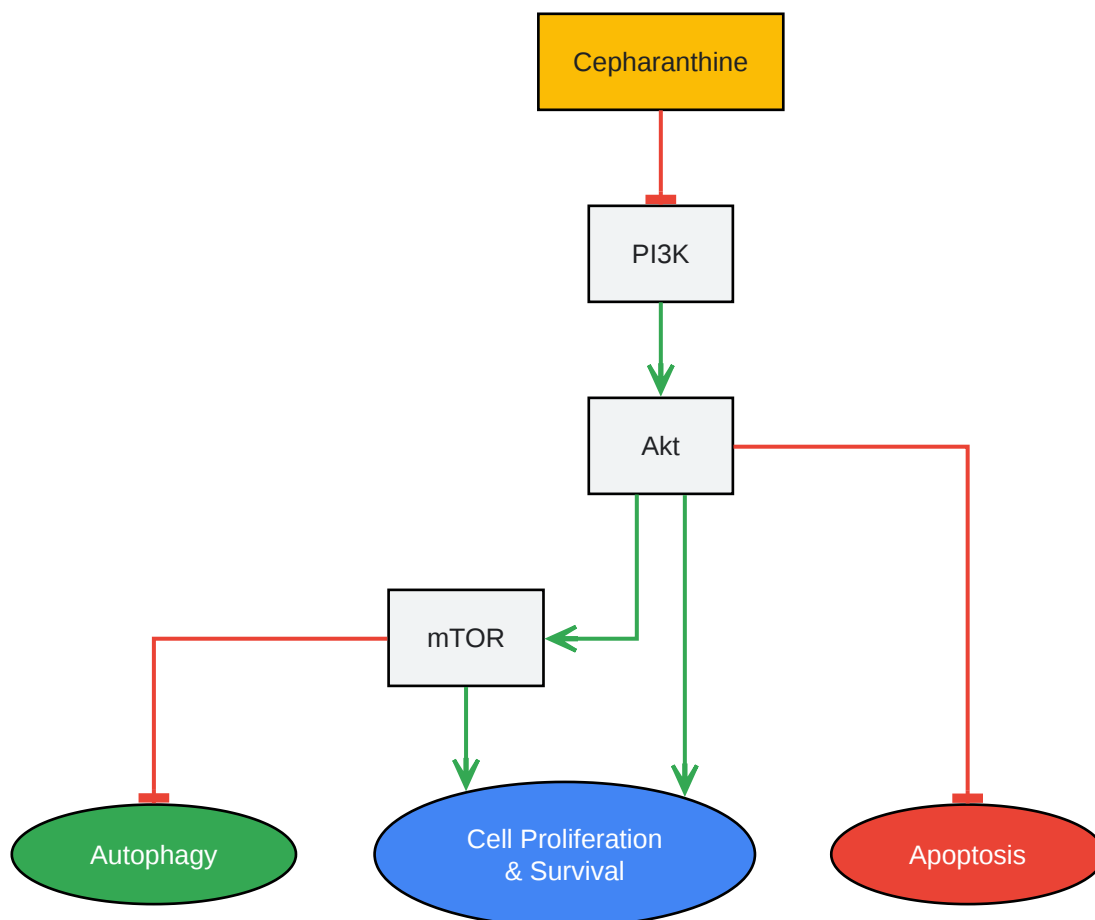 Cepharanthine
PI3K
Akt
mTOR
Autophagy
Cell Proliferation
& Survival
Apoptosis